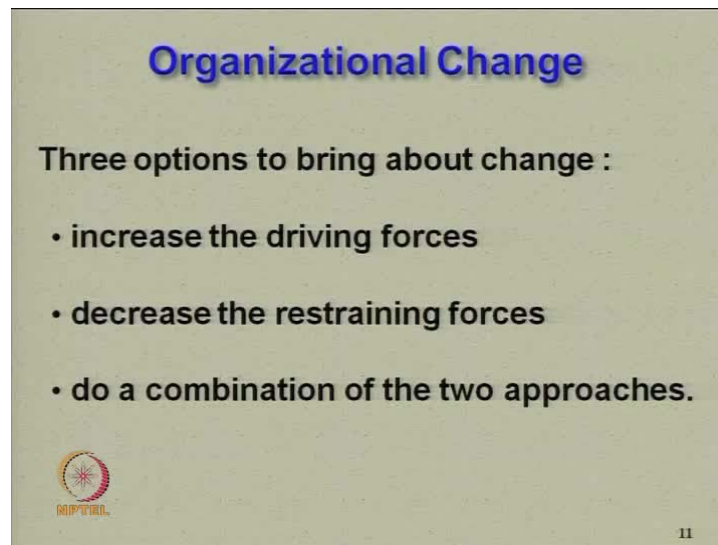 Organizational Change
Three options to bring about change :
• increase the driving forces
• decrease the restraining forces
• do a combination of the two approaches.
NPTEL
11